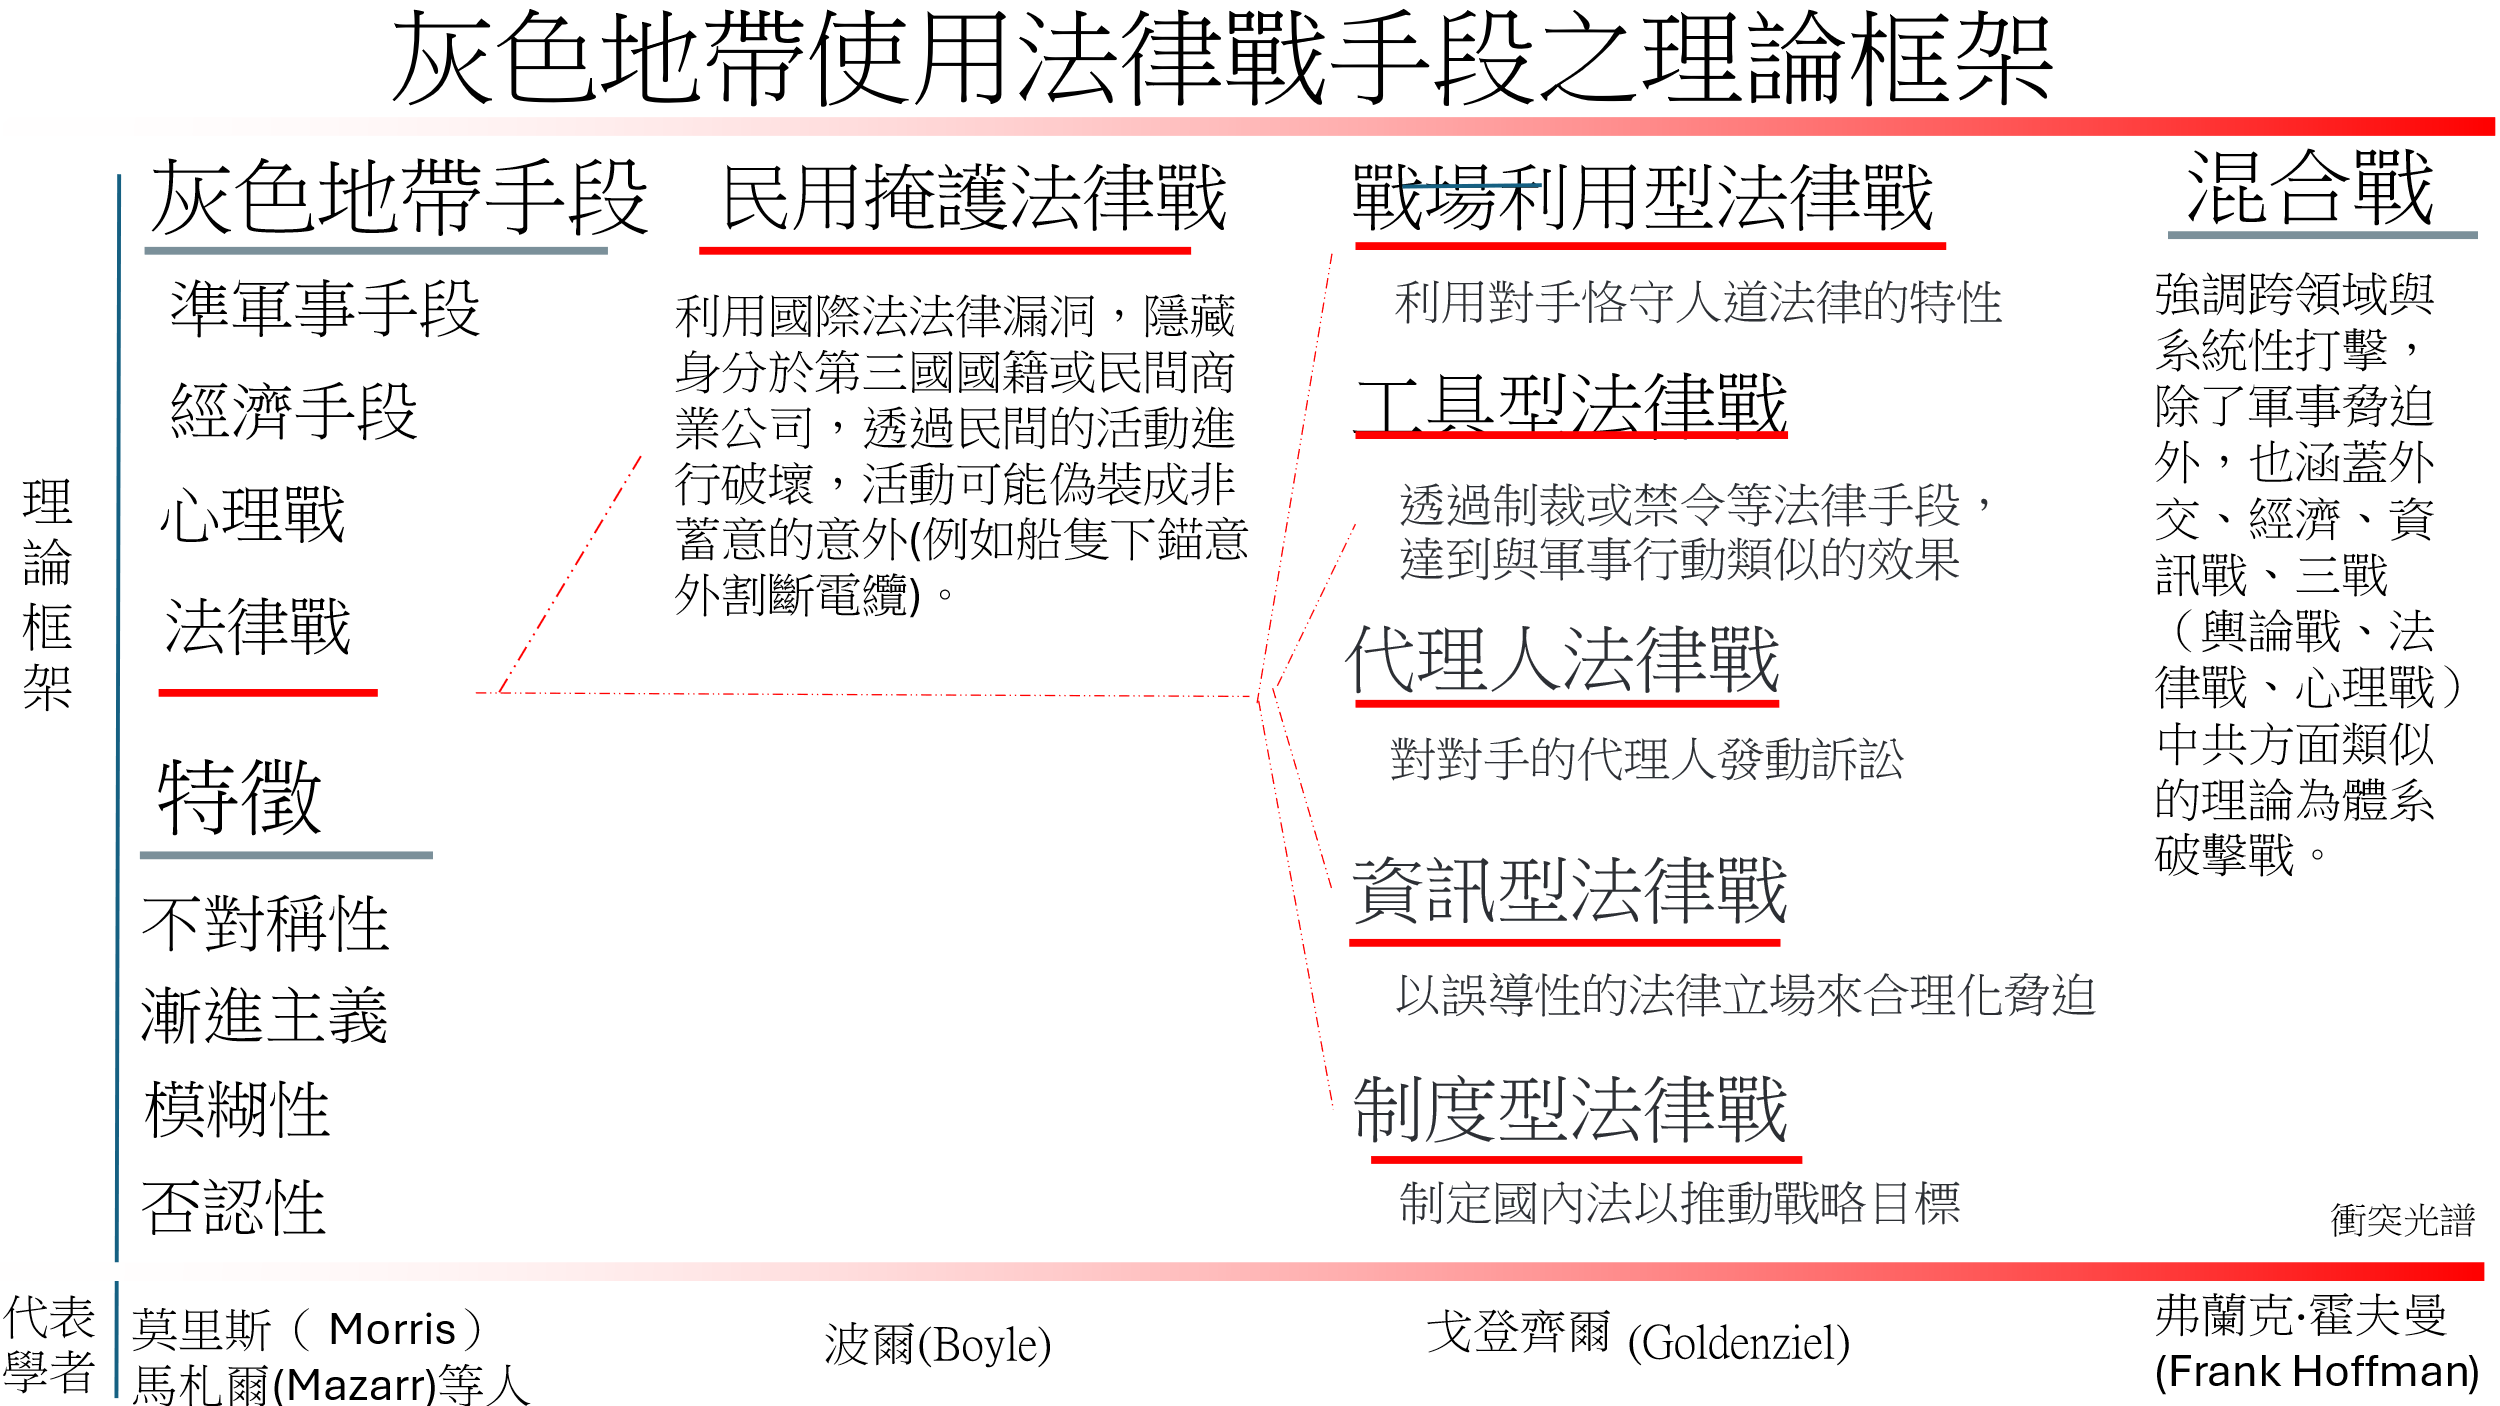 灰色地帶使用法律戰手段之理論框架
理論框架
灰色地帶手段
準軍事手段
經濟手段
心理戰
法律戰
特徵
不對稱性
漸進主義
模糊性
否認性
民用掩護法律戰
利用國際法法律漏洞，隱藏
身分於第三國國籍或民間商
業公司，透過民間的活動進
行破壞，活動可能偽裝成非
蓄意的意外(例如船隻下錨意
外割斷電纜)。
戰場利用型法律戰
利用對手恪守人道法律的特性
工具型法律戰
透過制裁或禁令等法律手段，
達到與軍事行動類似的效果
代理人法律戰
對對手的代理人發動訴訟
資訊型法律戰
以誤導性的法律立場來合理化脅迫
制度型法律戰
制定國內法以推動戰略目標
混合戰
強調跨領域與
系統性打擊，
除了軍事脅迫
外，也涵蓋外
交、經濟、資
訊戰、三戰
（輿論戰、法
律戰、心理戰）
中共方面類似
的理論為體系
破擊戰。
衝突光譜
代表
學者
莫里斯（ Morris）
馬札爾(Mazarr)等人
波爾(Boyle)
戈登齊爾 (Goldenziel)
弗蘭克·霍夫曼
(Frank Hoffman)